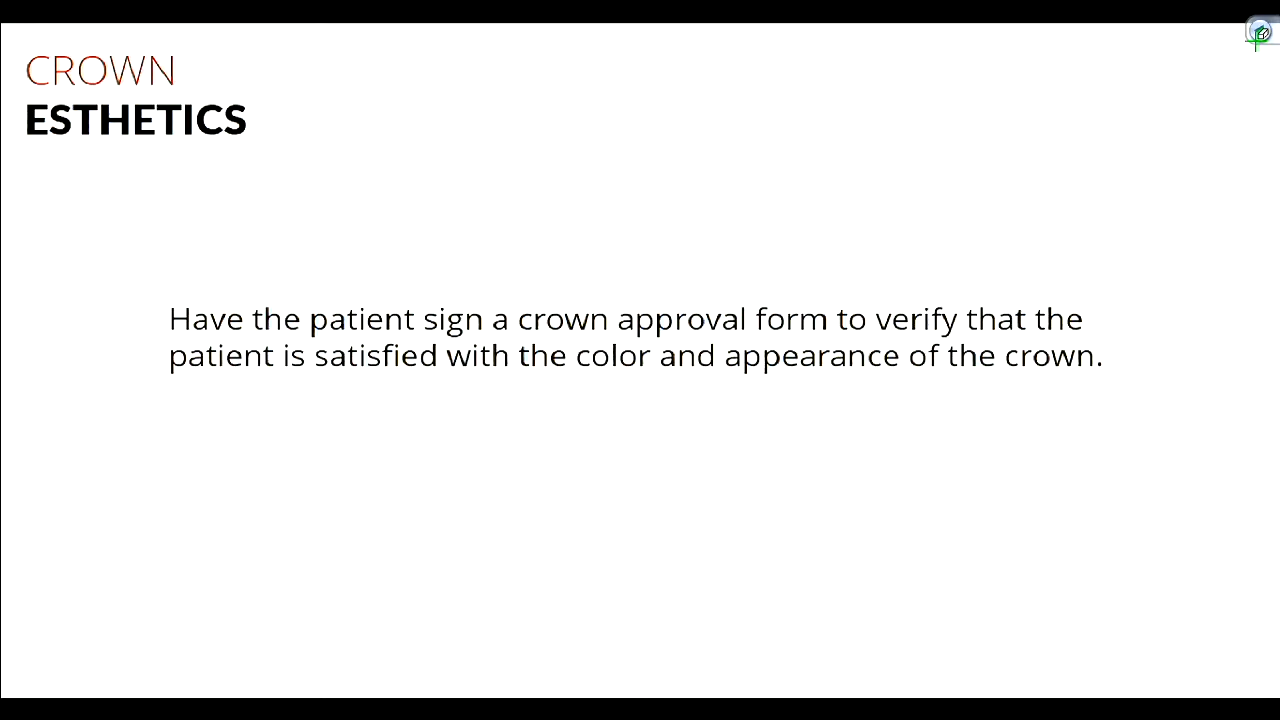 CROWN
ESTHETICS
Have the patient sign a crown approval form to verify that the
patient is satisfied with the color and appearance of the crown.